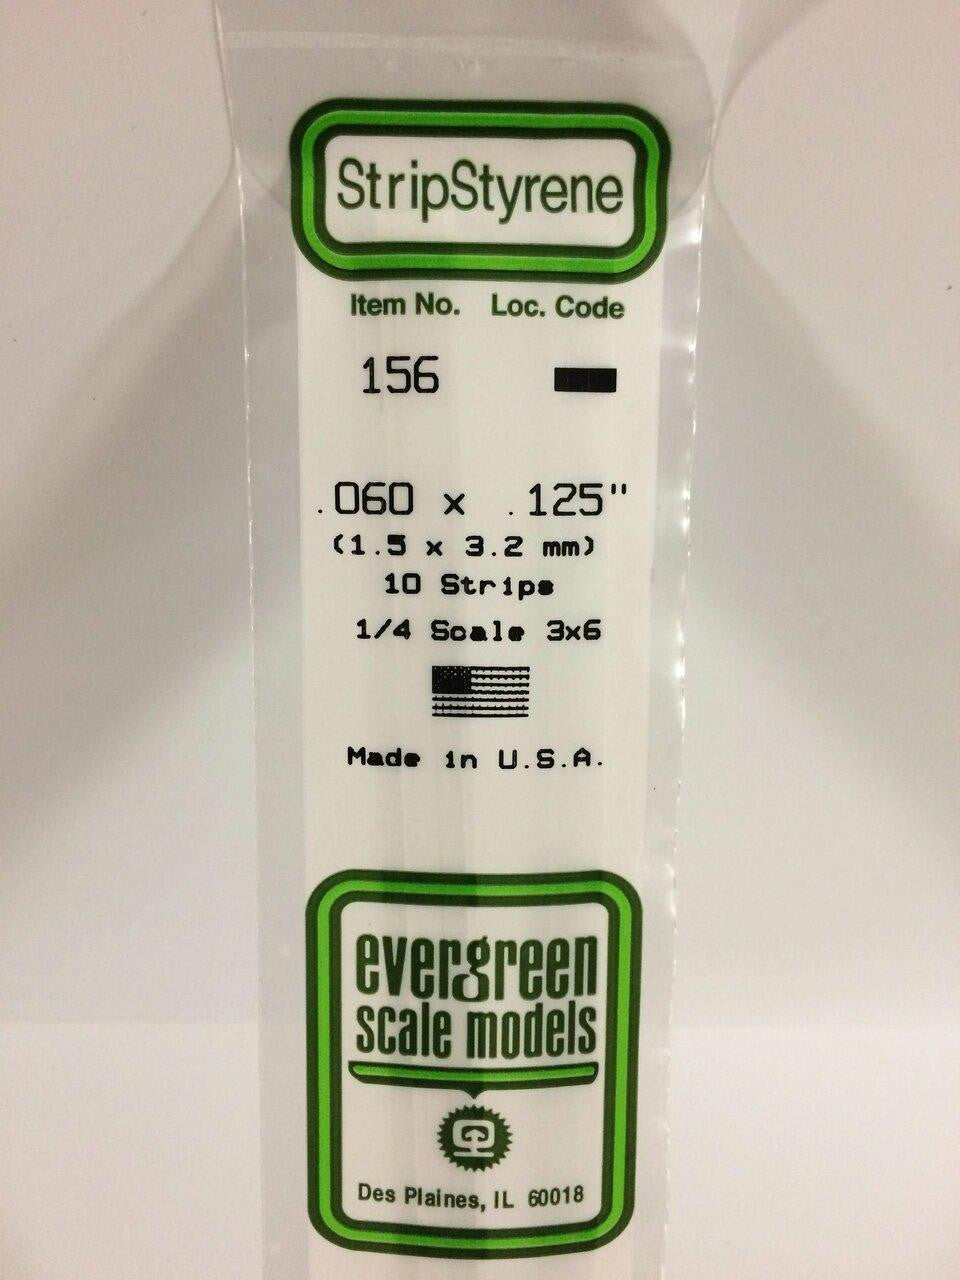 StripStyrene
Item No. Loc. Code
156
.060 x .125"
(1.5 x 3.2 mm)
10 Strips
1/4 Scale 3x6
Made in U.S.A.
evergreen
scale models
Des Plaines, IL 60018